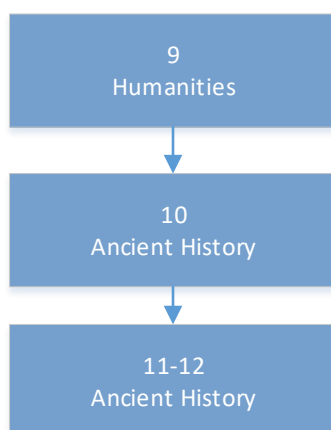 9
Humanities
10
Ancient History
11-12
Ancient History